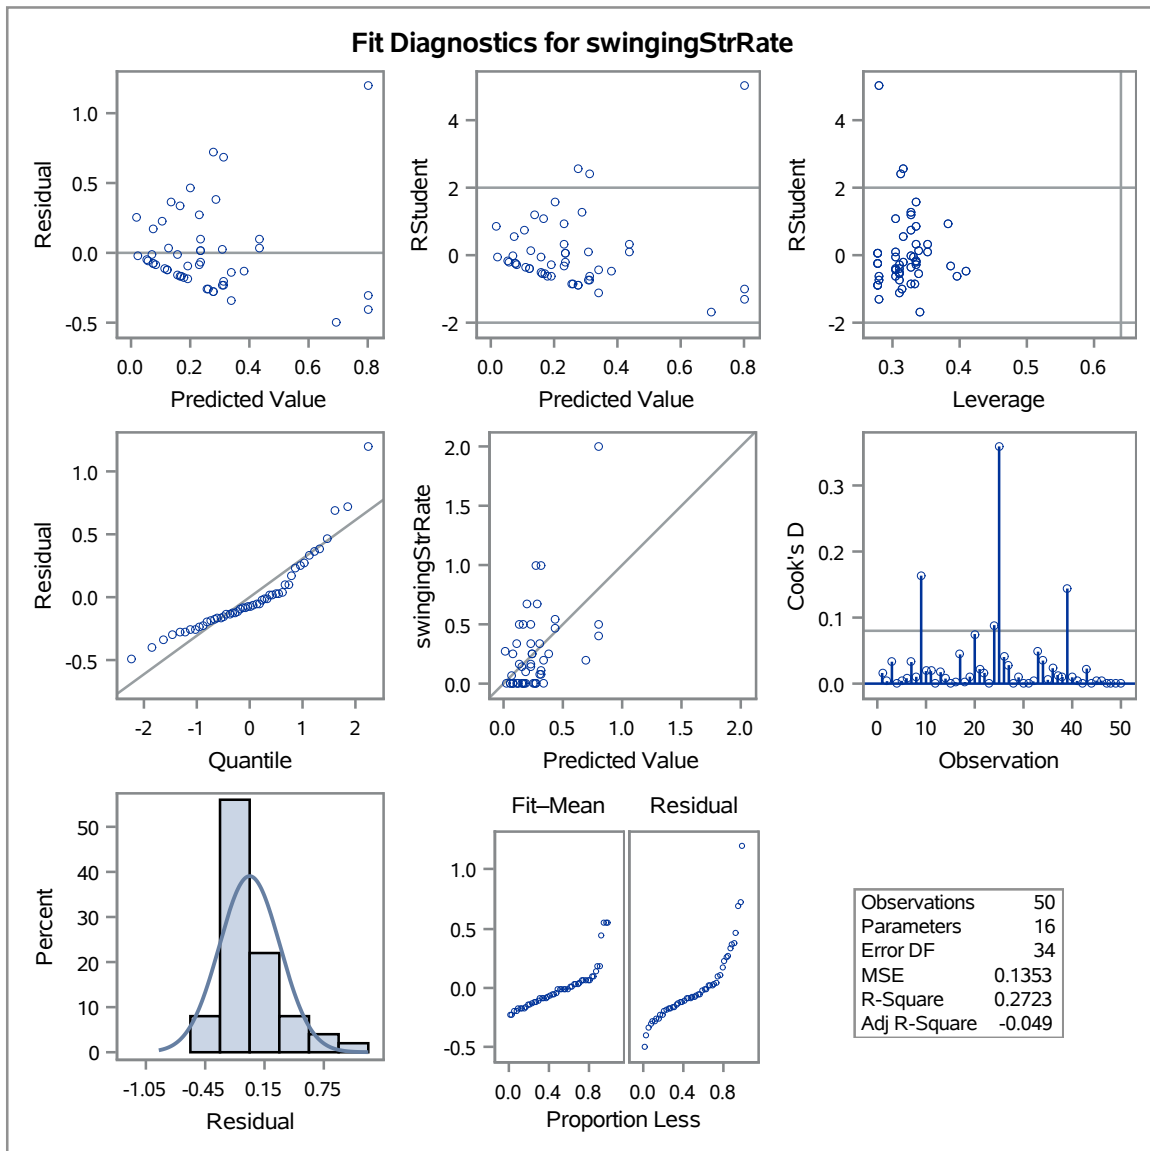 Fit Diagnostics for swingingStrRate
1.0
0.5
0.0
-0.5
Residual
0.0 0.2 0.4 0.6 0.8
Predicted Value
4
2
0
-2
RStudent
0.0 0.2 0.4 0.6 0.8
Predicted Value
4
2
0
-2
RStudent
0.3 0.4 0.5 0.6
Leverage
1.0
0.5
0.0
-0.5
Residual
-2 -1 0 1 2
Quantile
2.0
1.5
1.0
0.5
0.0
swingingStrRate
0.0 0.5 1.0 1.5 2.0
Predicted Value
0.3
0.2
0.1
0.0
Cook's D
0 10 20 30 40 50
Observation
50
40
30
20
10
0
Percent
-1.05 -0.45 0.15 0.75
Residual
Fit–Mean Residual
1.0
0.5
0.0
-0.5
0.0 0.4 0.8 0.0 0.4 0.8
Proportion Less
Observations 50
Parameters 16
Error DF 34
MSE 0.1353
R-Square 0.2723
Adj R-Square -0.049